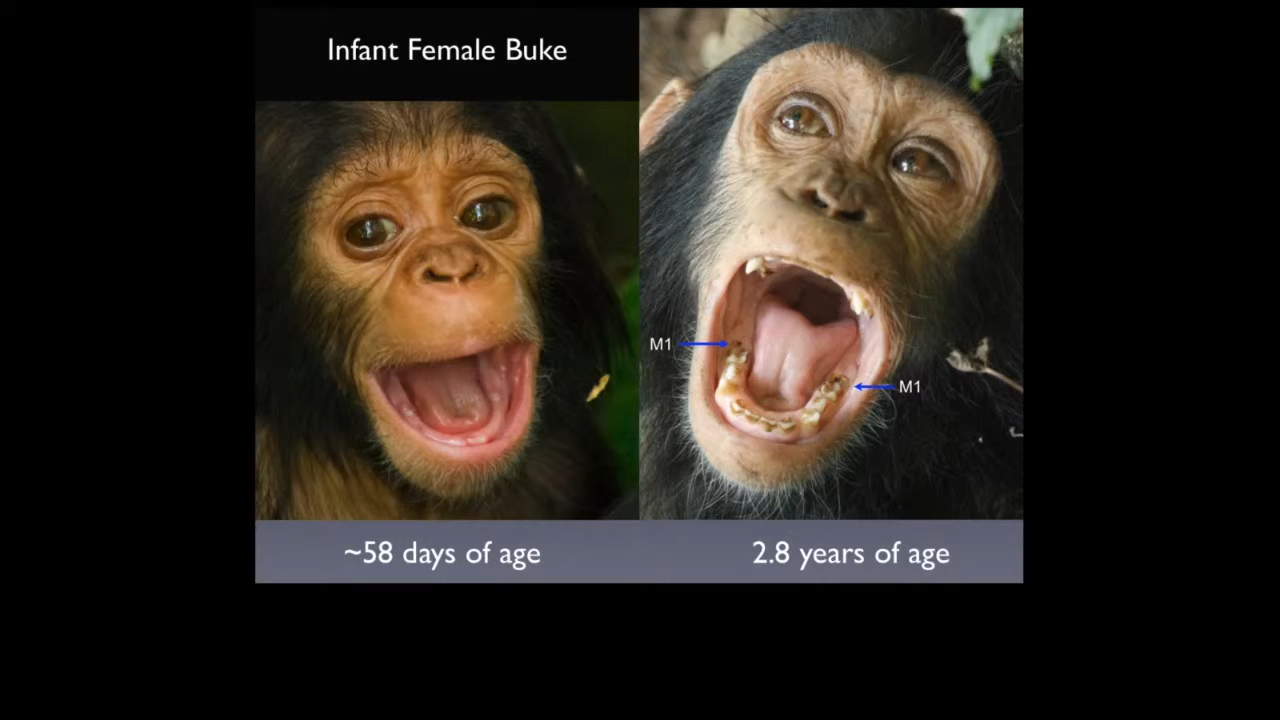 Infant Female Buke
M1
M1
~58 days of age
2.8 years of age